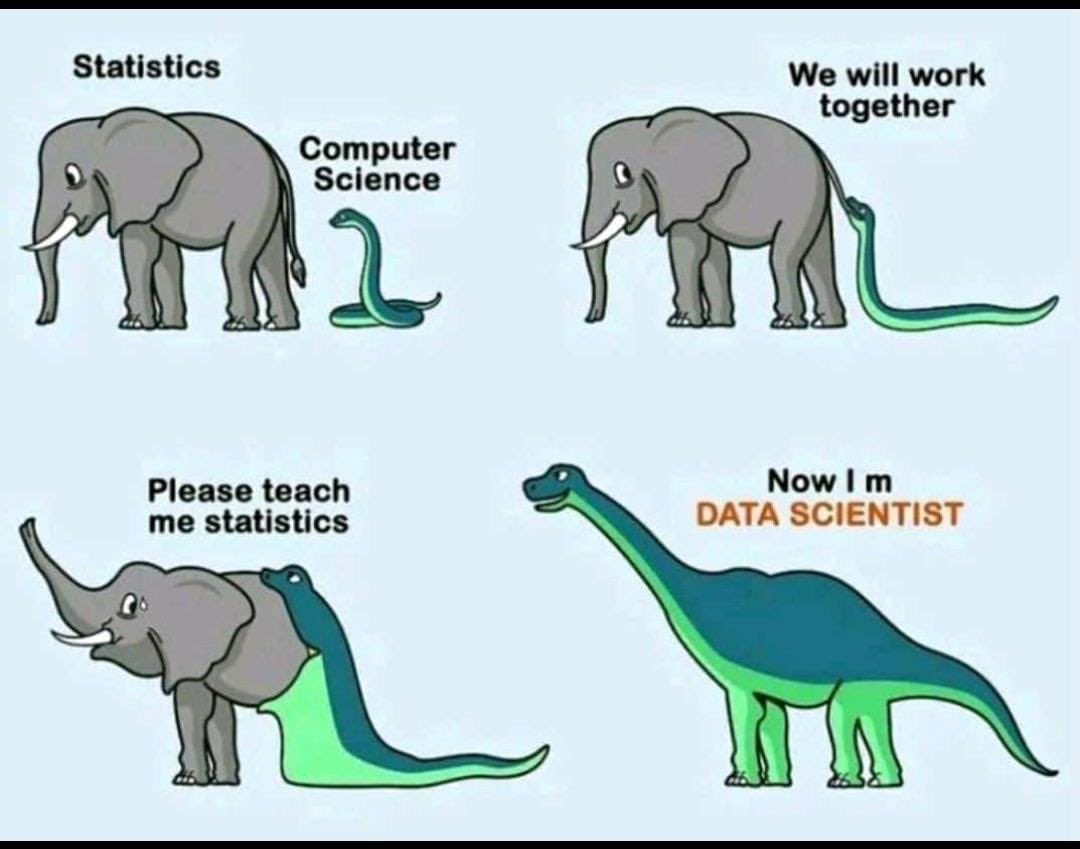 Statistics
Computer
Science
We will work
together
Please teach
me statistics
Now I m
DATA SCIENTIST